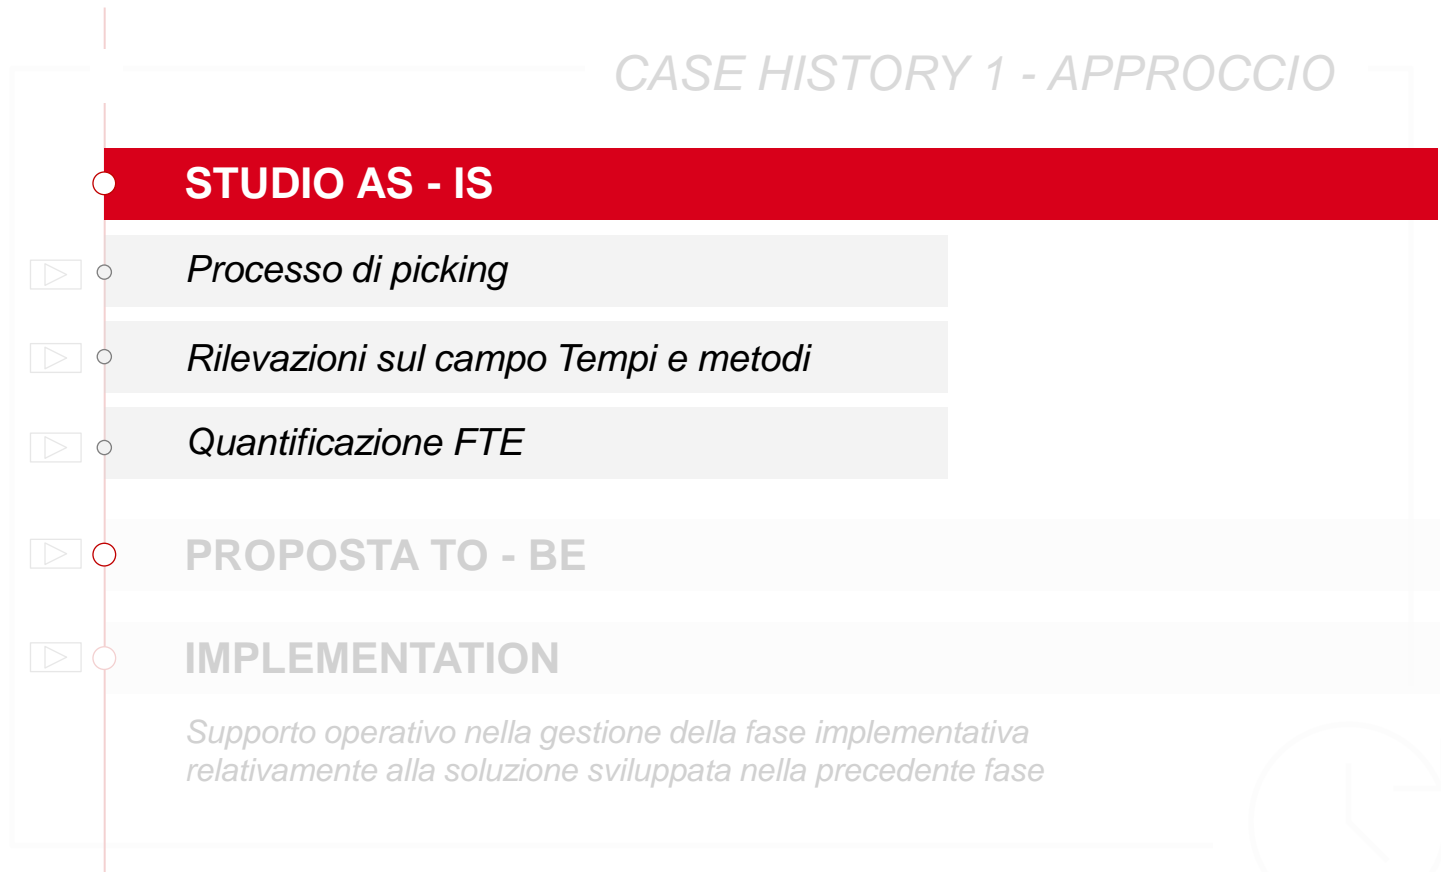 CASE HISTORY 1 - APPROCCIO
STUDIO AS - IS
Processo di picking
Rilevazioni sul campo Tempi e metodi
Quantificazione FTE
PROPOSTA TO - BE
IMPLEMENTATION
Supporto operativo nella gestione della fase implementativa
relativamente alla soluzione sviluppata nella precedente fase